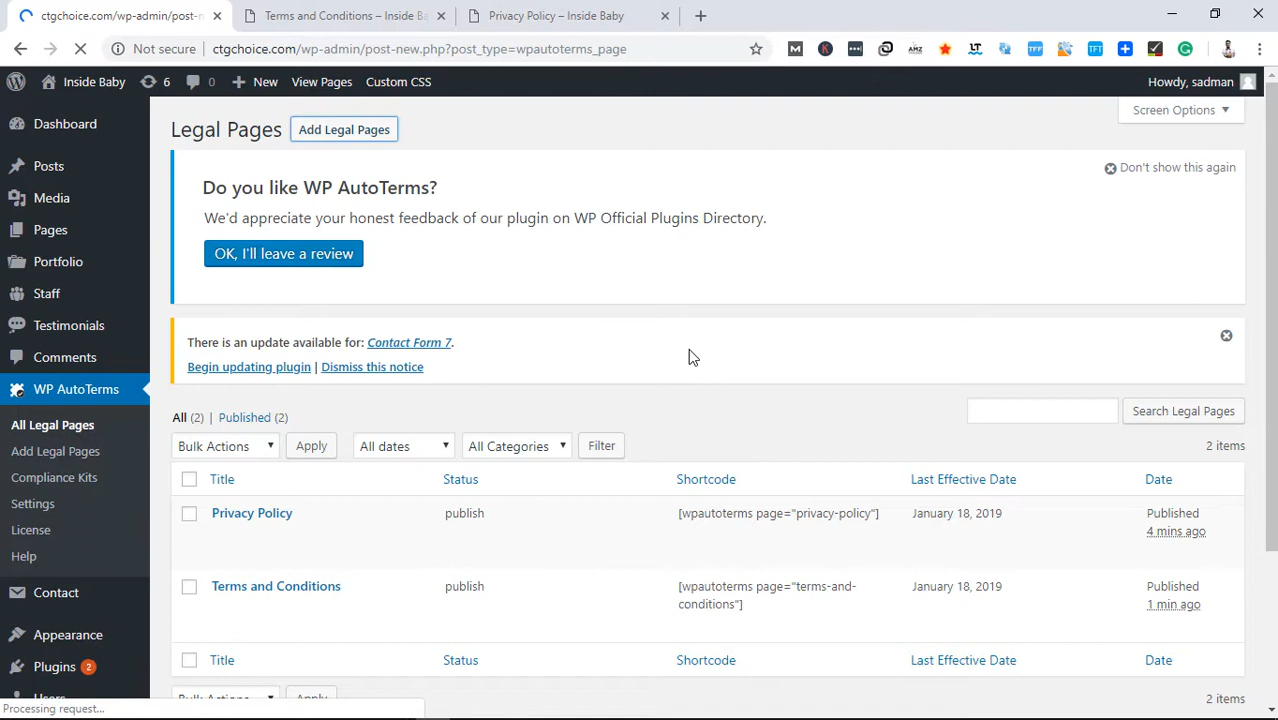 ctgchoice.com/wp-admin/post-n
Terms and Conditions – Inside Ba
Privacy Policy – Inside Baby
Not secure
ctgchoice.com/wp-admin/post-new.php?post_type=wpautoterms_page
Inside Baby
6
0
New
View Pages
Custom CSS
Howdy, sadman
Dashboard
Posts
Media
Pages
Portfolio
Staff
Testimonials
Comments
WP AutoTerms
All Legal Pages
Add Legal Pages
Compliance Kits
Settings
License
Help
Contact
Appearance
Plugins 2
Users
Processing request...
Screen Options
Legal Pages
Add Legal Pages
Don't show this again
Do you like WP AutoTerms?
We'd appreciate your honest feedback of our plugin on WP Official Plugins Directory.
OK, I'll leave a review
There is an update available for: Contact Form 7.
Begin updating plugin | Dismiss this notice
All (2) | Published (2)
Search Legal Pages
Bulk Actions
Apply
All dates
All Categories
Filter
2 items
Title Status Shortcode Last Effective Date Date
Privacy Policy publish [wpautoterms page="privacy-policy"] January 18, 2019 Published
4 mins ago
Terms and Conditions publish [wpautoterms page="terms-and- January 18, 2019 Published
conditions"] 1 min ago
Title Status Shortcode Last Effective Date Date
Bulk Actions
Apply
2 items